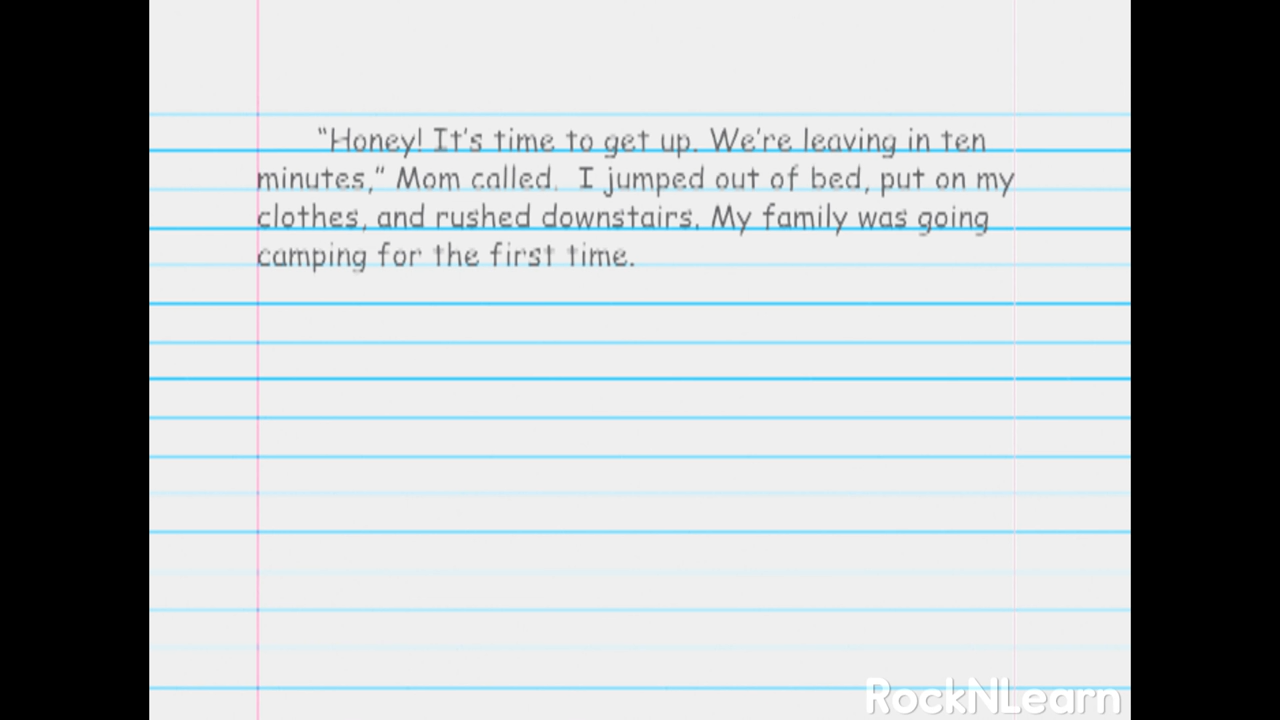 “Honey! It’s time to get up. We’re leaving in ten
minutes,” Mom called.  I jumped out of bed, put on my
clothes, and rushed downstairs. My family was going
camping for the first time.
RockNLearn